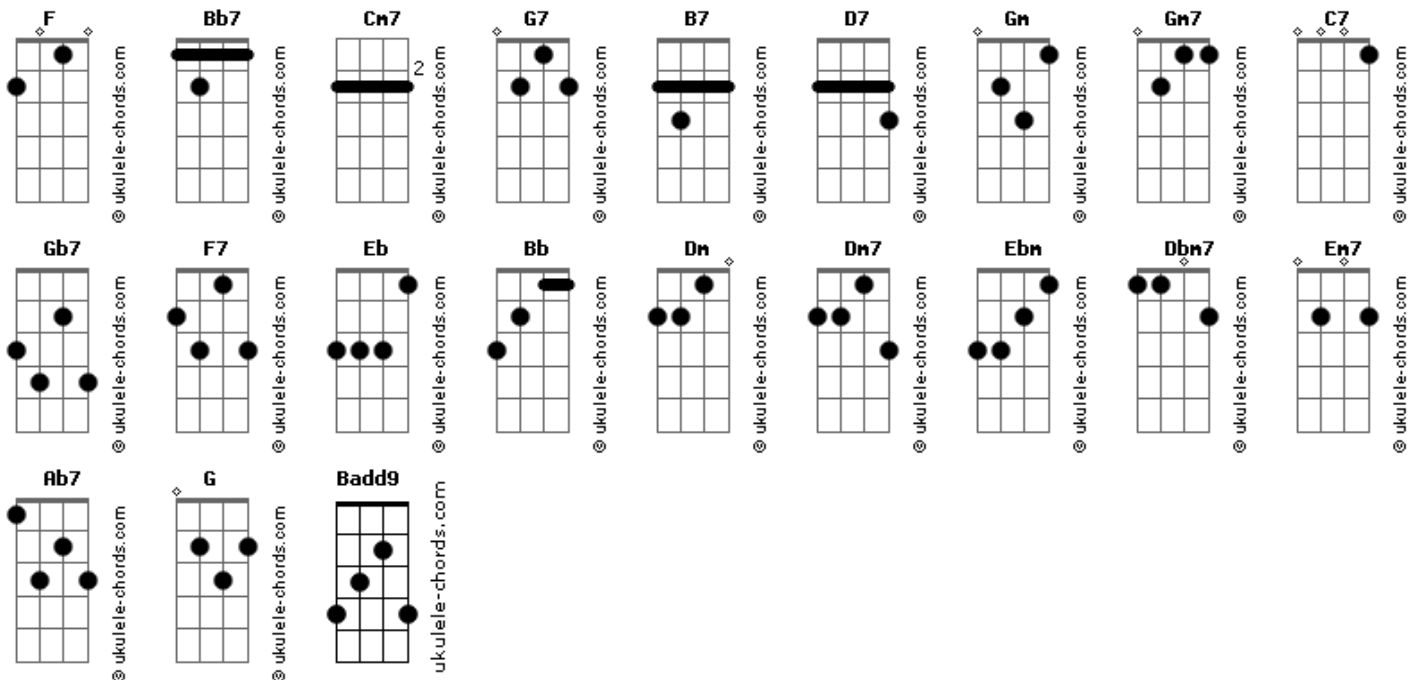 F Bb7 Cm7 G7 B7 D7 Gm Gm7 C7
2
© ukulele-chords.com © ukulele-chords.com © ukulele-chords.com © ukulele-chords.com © ukulele-chords.com © ukulele-chords.com © ukulele-chords.com © ukulele-chords.com © ukulele-chords.com
Gb7 F7 Eb Bb Dm Dm7 Ebm Dbm7 Em7
© ukulele-chords.com © ukulele-chords.com © ukulele-chords.com © ukulele-chords.com © ukulele-chords.com © ukulele-chords.com © ukulele-chords.com © ukulele-chords.com © ukulele-chords.com
Ab7 G Badd9
© ukulele-chords.com © ukulele-chords.com ukulele-chords.com